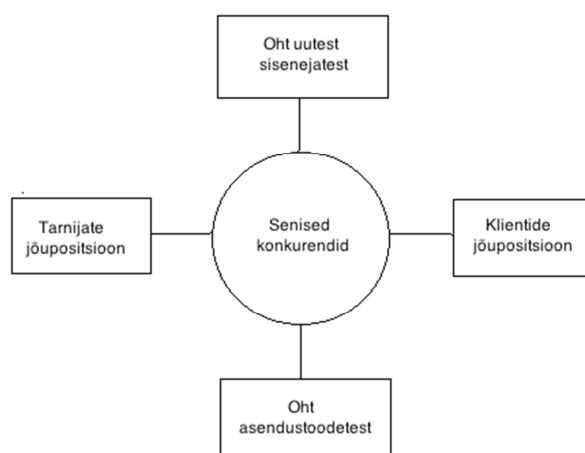 Oht uutest
sisenejatest
Tarnijate
jõupositsioon
Senised
konkurendid
Klientide
jõupositsioon
Oht
asendustoodetest